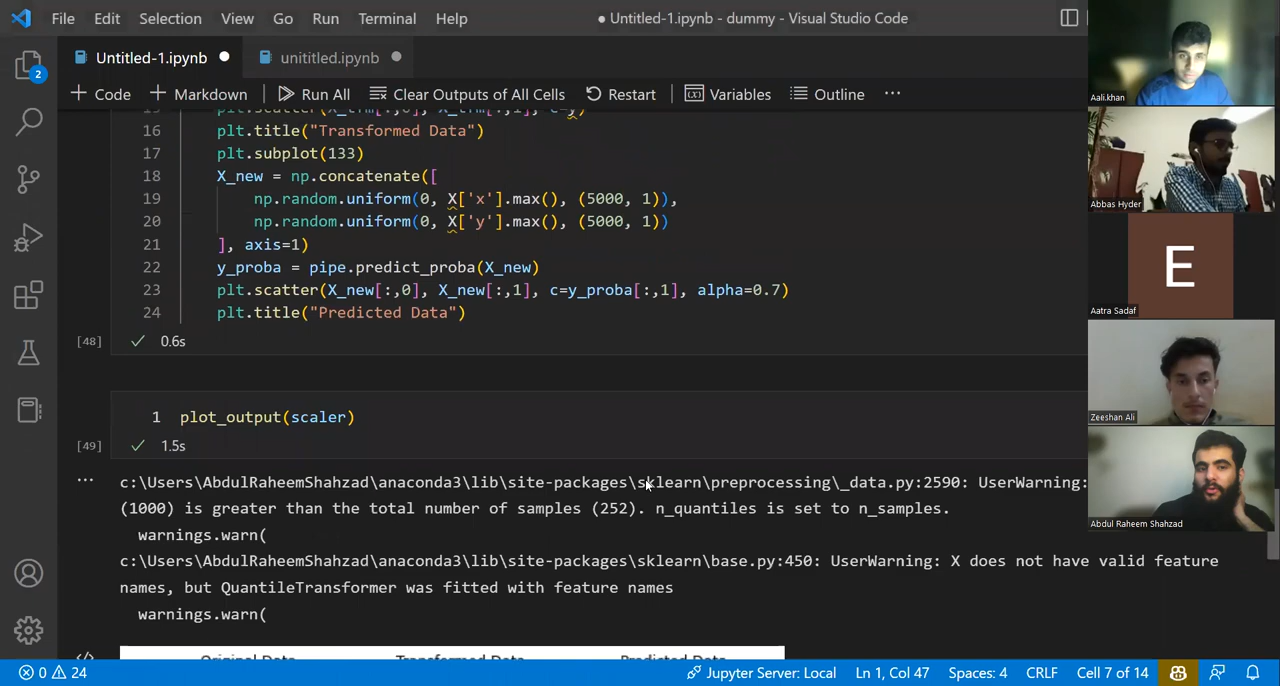 File Edit Selection View Go Run Terminal Help
● Untitled-1.ipynb - dummy - Visual Studio Code
Untitled-1.ipynb
unititled.ipynb
2
Code
Markdown
Run All
Clear Outputs of All Cells
Restart
Variables
Outline
...
16 plt.title("Transformed Data")
17 plt.subplot(133)
18 X_new = np.concatenate([
19 np.random.uniform(0, X['x'].max(), (5000, 1)),
20 np.random.uniform(0, X['y'].max(), (5000, 1))
21 ], axis=1)
22 y_proba = pipe.predict_proba(X_new)
23 plt.scatter(X_new[:,0], X_new[:,1], c=y_proba[:,1], alpha=0.7)
24 plt.title("Predicted Data")
[48] 0.6s
1 plot_output(scaler)
[49] 1.5s
... c:\Users\AbdulRaheemShahzad\anaconda3\lib\site-packages\sklearn\preprocessing\_data.py:2590: UserWarning:
(1000) is greater than the total number of samples (252). n_quantiles is set to n_samples.
warnings.warn(
c:\Users\AbdulRaheemShahzad\anaconda3\lib\site-packages\sklearn\base.py:450: UserWarning: X does not have valid feature
names, but QuantileTransformer was fitted with feature names
warnings.warn(
Original Data Transformed Data Predicted Data
0 24
Jupyter Server: Local Ln 1, Col 47 Spaces: 4 CRLF Cell 7 of 14
Aali.khan
Abbas Hyder
E
Aatra Sadaf
Zeeshan Ali
Abdul Raheem Shahzad